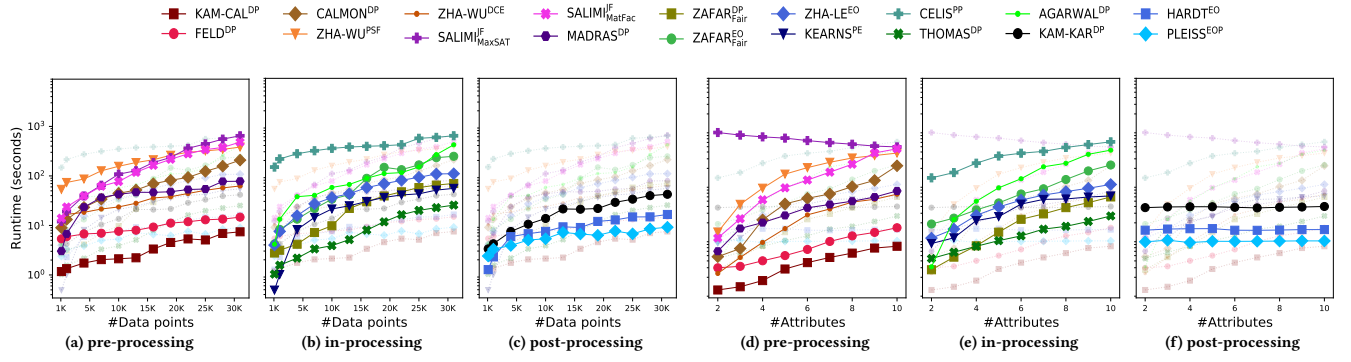 KAM-CAL^DP CALMON^DP ZHA-WU^DCE SALIMI^JF_MatFac ZAFAR^DP_Fair ZHA-LE^EO CELIS^PP AGARWAL^DP HARDT^EO
FELD^DP ZHA-WU^PSF SALIMI^JF_MaxSAT MADRAS^DP ZAFAR^EO_Fair KEARNS^PE THOMAS^DP KAM-KAR^DP PLEISS^EOP
Runtime (seconds)
10^3
10^2
10^1
10^0
1K 5K 10K 15K 20K 25K 30K 1K 5K 10K 15K 20K 25K 30K 1K 5K 10K 15K 20K 25K 30K 2 4 6 8 10 2 4 6 8 10 2 4 6 8 10
#Data points #Data points #Data points #Attributes #Attributes #Attributes
(a) pre-processing (b) in-processing (c) post-processing (d) pre-processing (e) in-processing (f) post-processing